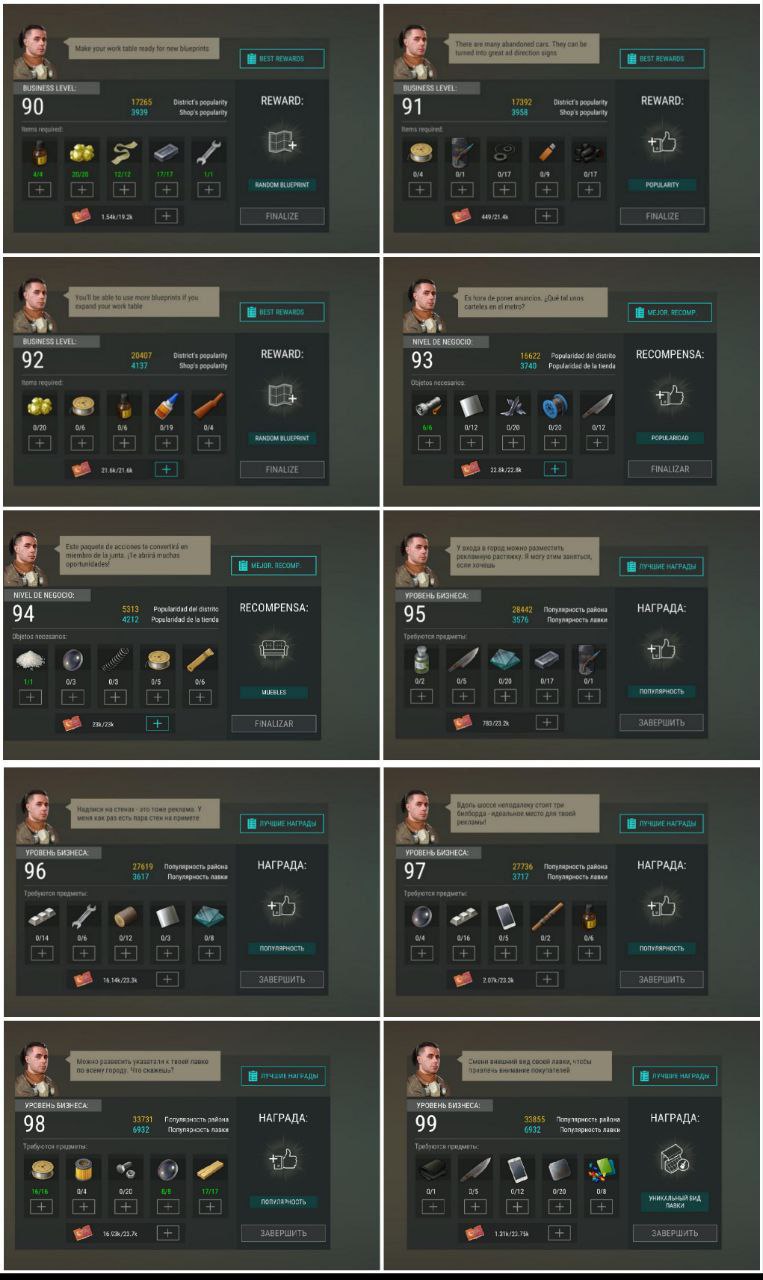 Make your work table ready for new blueprints
BEST REWARDS
BUSINESS LEVEL:
90
17265 District's popularity
3939 Shop's popularity
Items required:
4/4 20/20 12/12 17/17 1/1
1.54k/19.2k
REWARD:
RANDOM BLUEPRINT
FINALIZE
There are many abandoned cars. They can be
turned into great ad direction signs
BEST REWARDS
BUSINESS LEVEL:
91
17392 District's popularity
3958 Shop's popularity
Items required:
0/4 0/1 0/17 0/9 0/17
449/21.4k
REWARD:
POPULARITY
FINALIZE
You'll be able to use more blueprints if you
expand your work table
BEST REWARDS
BUSINESS LEVEL:
92
20407 District's popularity
4137 Shop's popularity
Items required:
0/20 0/6 0/6 0/19 0/4
21.6k/21.6k
REWARD:
RANDOM BLUEPRINT
FINALIZE
Es hora de poner anuncios. ¿Qué tal unos
carteles en el metro?
MEJOR. RECOMP.
NIVEL DE NEGOCIO:
93
16622 Popularidad del distrito
3740 Popularidad de la tienda
Objetos necesarios:
6/6 0/12 0/20 0/20 0/12
22.8k/22.8k
RECOMPENSA:
POPULARIDAD
FINALIZAR
Este paquete de acciones te convertirá en
miembro de la junta. ¡Te abrirá muchas
oportunidades!
MEJOR. RECOMP.
NIVEL DE NEGOCIO:
94
5313 Popularidad del distrito
4212 Popularidad de la tienda
Objetos necesarios:
1/1 0/3 0/3 0/5 0/6
23k/23k
RECOMPENSA:
MUEBLES
FINALIZAR
У входа в город можно разместить
рекламную растяжку. Я могу этим заняться,
если хочешь
ЛУЧШИЕ НАГРАДЫ
УРОВЕНЬ БИЗНЕСА:
95
28442 Популярность района
3576 Популярность лавки
Требуются предметы:
0/2 0/5 0/20 0/17 0/1
783/23.2k
НАГРАДА:
ПОПУЛЯРНОСТЬ
ЗАВЕРШИТЬ
Надписи на стенах - это тоже реклама. У
меня как раз есть пара стен на примете
ЛУЧШИЕ НАГРАДЫ
УРОВЕНЬ БИЗНЕСА:
96
27619 Популярность района
3617 Популярность лавки
Требуются предметы:
0/14 0/6 0/12 0/3 0/8
16.14k/23.3k
НАГРАДА:
ПОПУЛЯРНОСТЬ
ЗАВЕРШИТЬ
Вдоль шоссе неподалеку стоят три
билборда - идеальное место для твоей
рекламы!
ЛУЧШИЕ НАГРАДЫ
УРОВЕНЬ БИЗНЕСА:
97
27736 Популярность района
3717 Популярность лавки
Требуются предметы:
0/4 0/16 0/5 0/2 0/6
2.07k/23.3k
НАГРАДА:
ПОПУЛЯРНОСТЬ
ЗАВЕРШИТЬ
Можно развесить указатели к твоей лавке
по всему городу. Что скажешь?
ЛУЧШИЕ НАГРАДЫ
УРОВЕНЬ БИЗНЕСА:
98
33731 Популярность района
6932 Популярность лавки
Требуются предметы:
16/16 0/4 0/20 8/8 17/17
16.93k/23.7k
НАГРАДА:
ПОПУЛЯРНОСТЬ
ЗАВЕРШИТЬ
Смени внешний вид своей лавки, чтобы
привлечь внимание покупателей
ЛУЧШИЕ НАГРАДЫ
УРОВЕНЬ БИЗНЕСА:
99
33855 Популярность района
6932 Популярность лавки
Требуются предметы:
0/1 0/5 0/12 0/20 0/8
1.31k/23.75k
НАГРАДА:
УНИКАЛЬНЫЙ ВИД
ЛАВКИ
ЗАВЕРШИТЬ